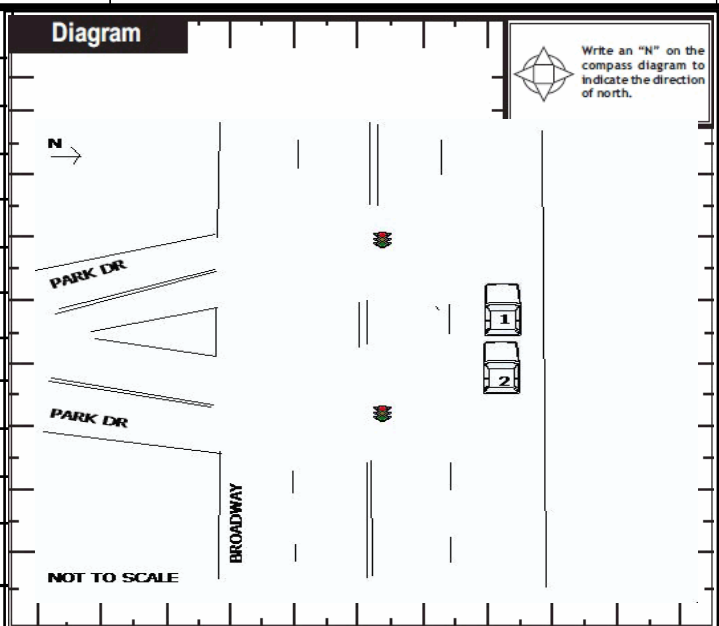 Diagram
Write an "N" on the
compass diagram to
indicate the direction
of north.
N
PARK DR
1
2
PARK DR
BROADWAY
NOT TO SCALE